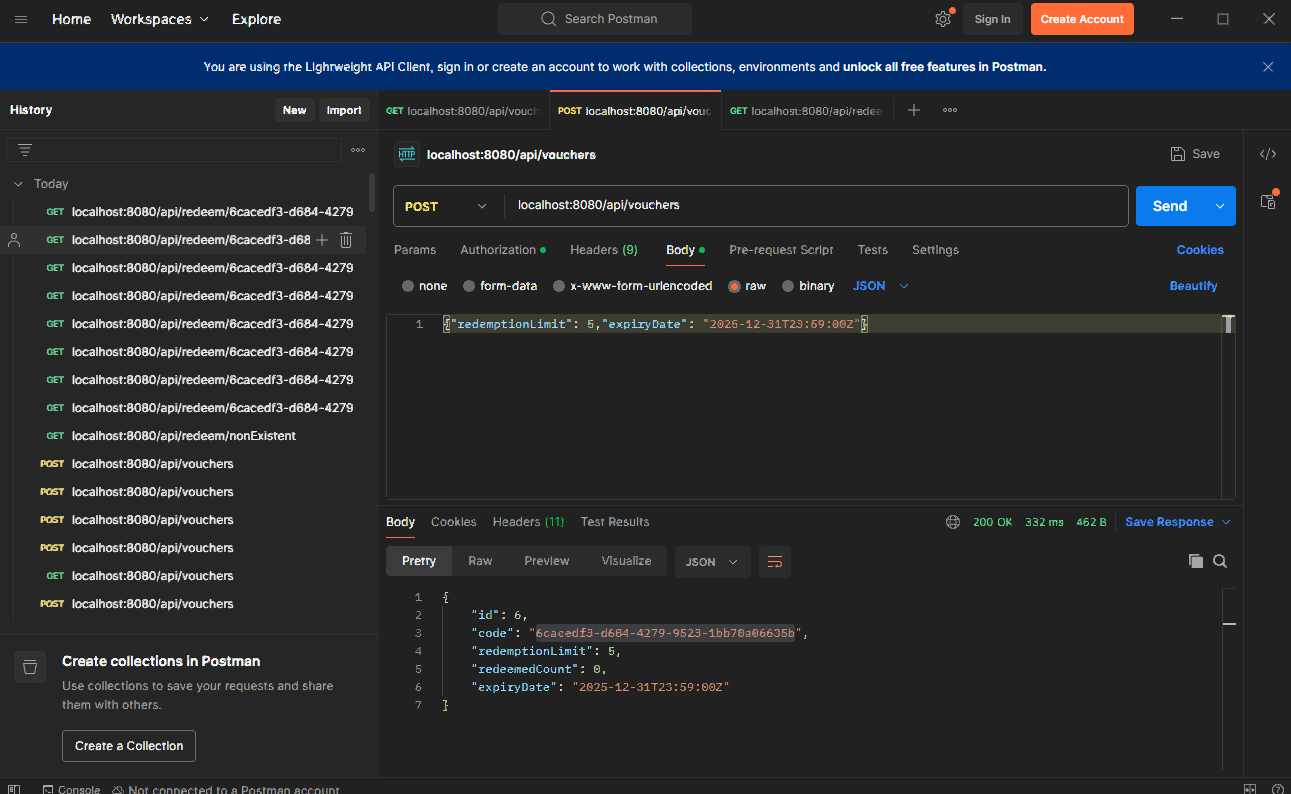 Home Workspaces Explore Search Postman Sign In Create Account
You are using the Lighrweight API Client, sign in or create an account to work with collections, environments and unlock all free features in Postman.
History New Import
GET localhost:8080/api/vouch POST localhost:8080/api/vouc GET localhost:8080/api/redee
HTTP localhost:8080/api/vouchers Save
Today
GET localhost:8080/api/redeem/6cacedf3-d684-4279
GET localhost:8080/api/redeem/6cacedf3-d68
GET localhost:8080/api/redeem/6cacedf3-d684-4279
GET localhost:8080/api/redeem/6cacedf3-d684-4279
GET localhost:8080/api/redeem/6cacedf3-d684-4279
GET localhost:8080/api/redeem/6cacedf3-d684-4279
GET localhost:8080/api/redeem/6cacedf3-d684-4279
GET localhost:8080/api/redeem/6cacedf3-d684-4279
GET localhost:8080/api/redeem/nonExistent
POST localhost:8080/api/vouchers
POST localhost:8080/api/vouchers
POST localhost:8080/api/vouchers
POST localhost:8080/api/vouchers
GET localhost:8080/api/vouchers
POST localhost:8080/api/vouchers
Create collections in Postman
Use collections to save your requests and share
them with others.
Create a Collection
POST localhost:8080/api/vouchers Send
Params Authorization Headers (9) Body Pre-request Script Tests Settings Cookies
none form-data x-www-form-urlencoded raw binary JSON Beautify
1 {"redemptionLimit": 5,"expiryDate": "2025-12-31T23:59:00Z"}
Body Cookies Headers (11) Test Results 200 OK 332 ms 462 B Save Response
Pretty Raw Preview Visualize JSON
1 {
2 "id": 6,
3 "code": "6cacedf3-d684-4279-9523-1bb70a06635b",
4 "redemptionLimit": 5,
5 "redeemedCount": 0,
6 "expiryDate": "2025-12-31T23:59:00Z"
7 }
Console Not connected to a Postman account